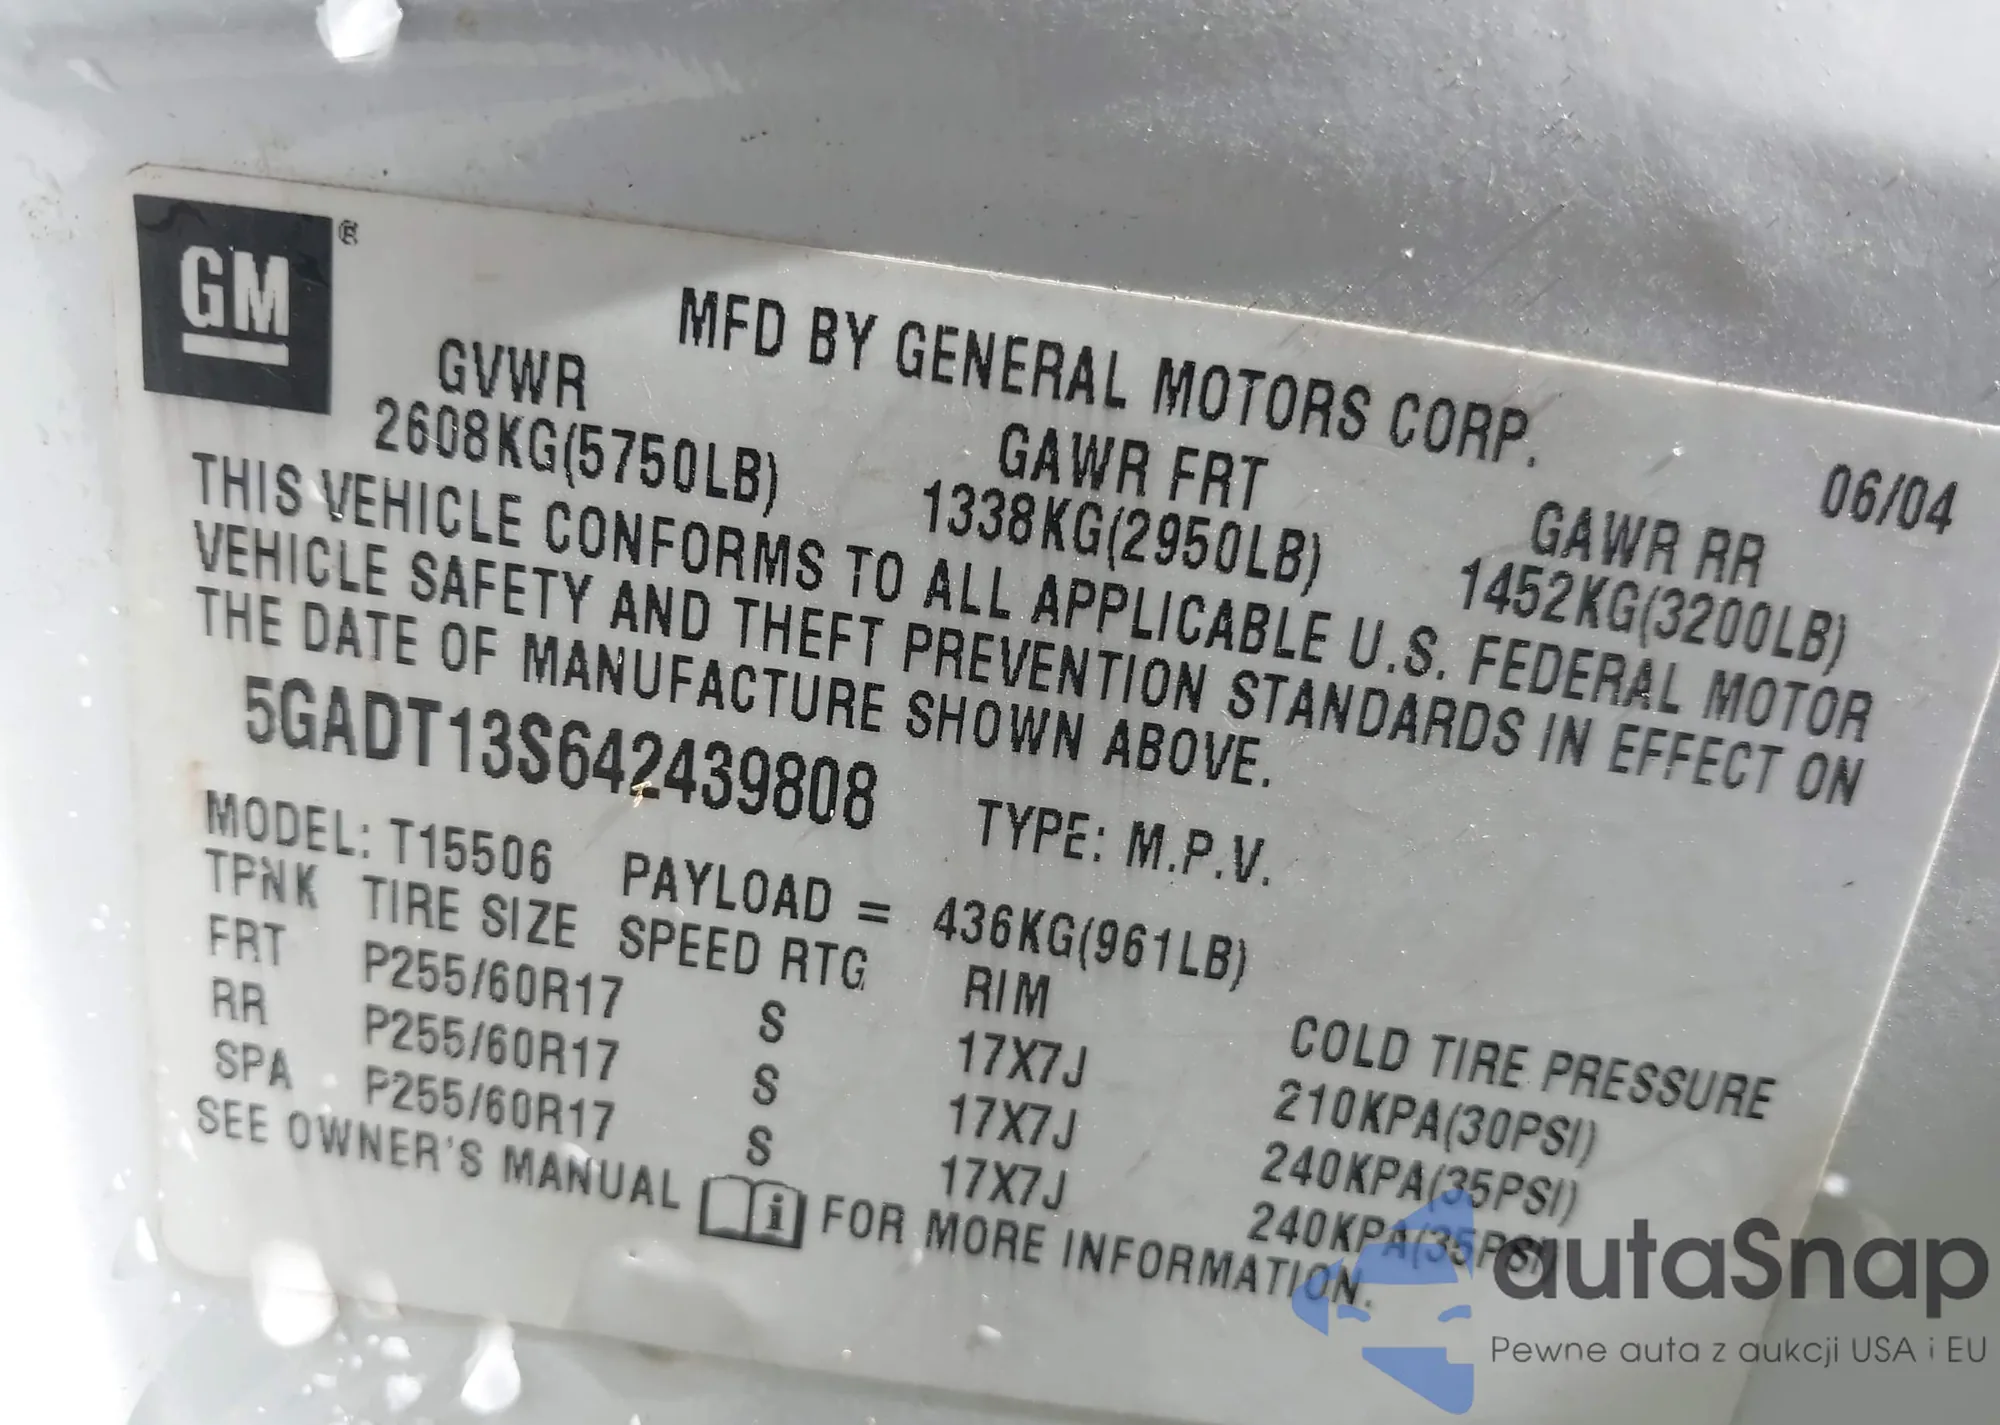 GM ®
MFD BY GENERAL MOTORS CORP. 06/04
GVWR GAWR FRT GAWR RR
2608KG(5750LB) 1338KG(2950LB) 1452KG(3200LB)
THIS VEHICLE CONFORMS TO ALL APPLICABLE U.S. FEDERAL MOTOR
VEHICLE SAFETY AND THEFT PREVENTION STANDARDS IN EFFECT ON
THE DATE OF MANUFACTURE SHOWN ABOVE.
5GADT13S642439808 TYPE: M.P.V.
MODEL: T15506 PAYLOAD = 436KG(961LB)
TPNK TIRE SIZE SPEED RTG RIM COLD TIRE PRESSURE
FRT P255/60R17 S 17X7J 210KPA(30PSI)
RR P255/60R17 S 17X7J 240KPA(35PSI)
SPA P255/60R17 S 17X7J 240KPA(35PSI)
SEE OWNER'S MANUAL i FOR MORE INFORMATION.
autaSnap
Pewne auta z aukcji USA i EU